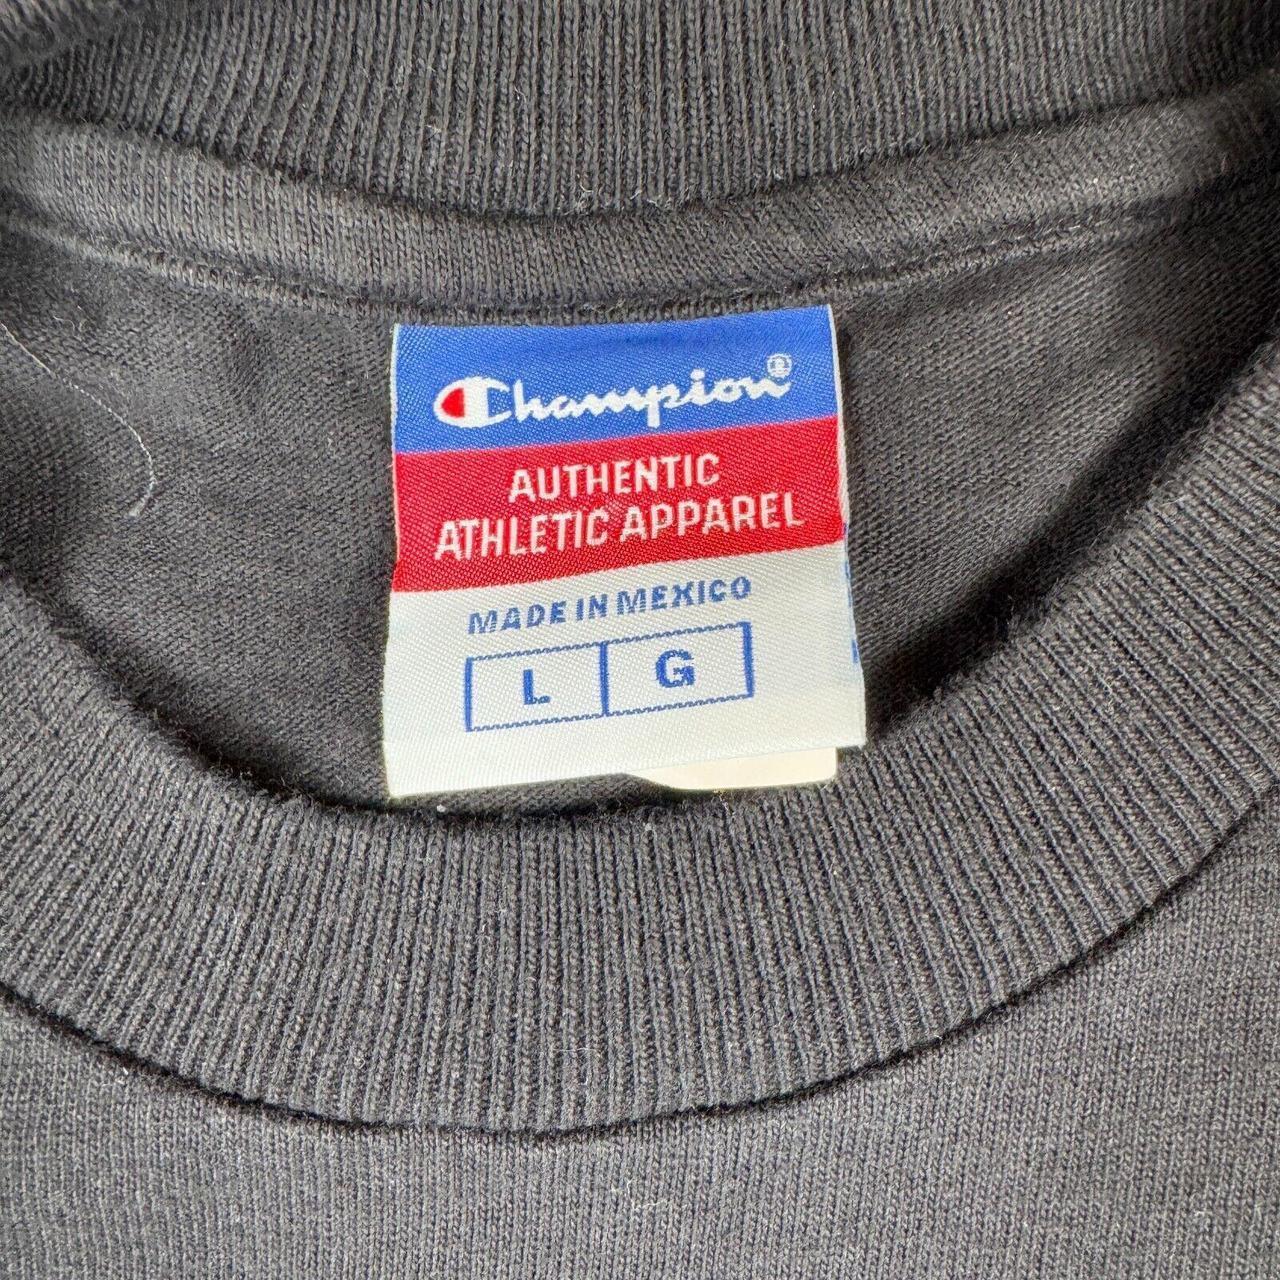 Champion®
AUTHENTIC
ATHLETIC APPAREL
MADE IN MEXICO
L G